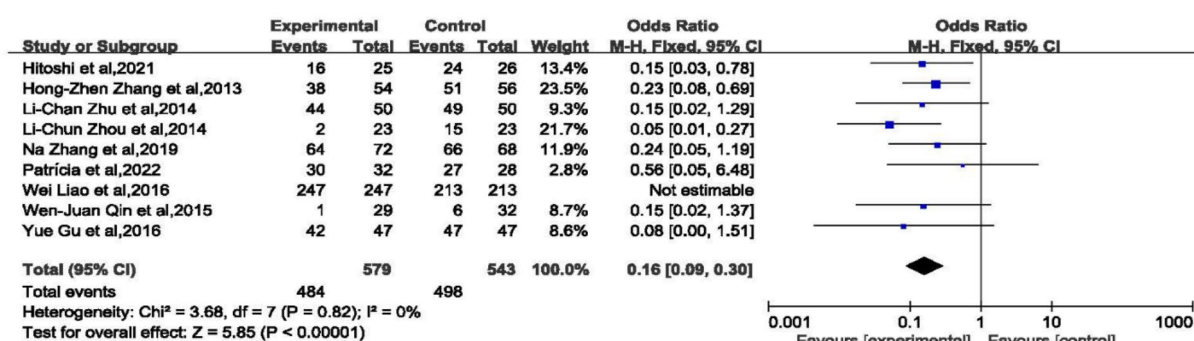 Experimental Control Odds Ratio Odds Ratio
Study or Subgroup Events Total Events Total Weight M-H, Fixed, 95% CI M-H, Fixed, 95% CI
Hitoshi et al,2021 16 25 24 26 13.4% 0.15 [0.03, 0.78]
Hong-Zhen Zhang et al,2013 38 54 51 56 23.5% 0.23 [0.08, 0.69]
Li-Chan Zhu et al,2014 44 50 49 50 9.3% 0.15 [0.02, 1.29]
Li-Chun Zhou et al,2014 2 23 15 23 21.7% 0.05 [0.01, 0.27]
Na Zhang et al,2019 64 72 66 68 11.9% 0.24 [0.05, 1.19]
Patrícia et al,2022 30 32 27 28 2.8% 0.56 [0.05, 6.48]
Wei Liao et al,2016 247 247 213 213 Not estimable
Wen-Juan Qin et al,2015 1 29 6 32 8.7% 0.15 [0.02, 1.37]
Yue Gu et al,2016 42 47 47 47 8.6% 0.08 [0.00, 1.51]
Total (95% CI) 579 543 100.0% 0.16 [0.09, 0.30]
Total events 484 498
Heterogeneity: Chi² = 3.68, df = 7 (P = 0.82); I² = 0%
Test for overall effect: Z = 5.85 (P < 0.00001)
0.001 0.1 1 10 1000
Favours [experimental] Favours [control]